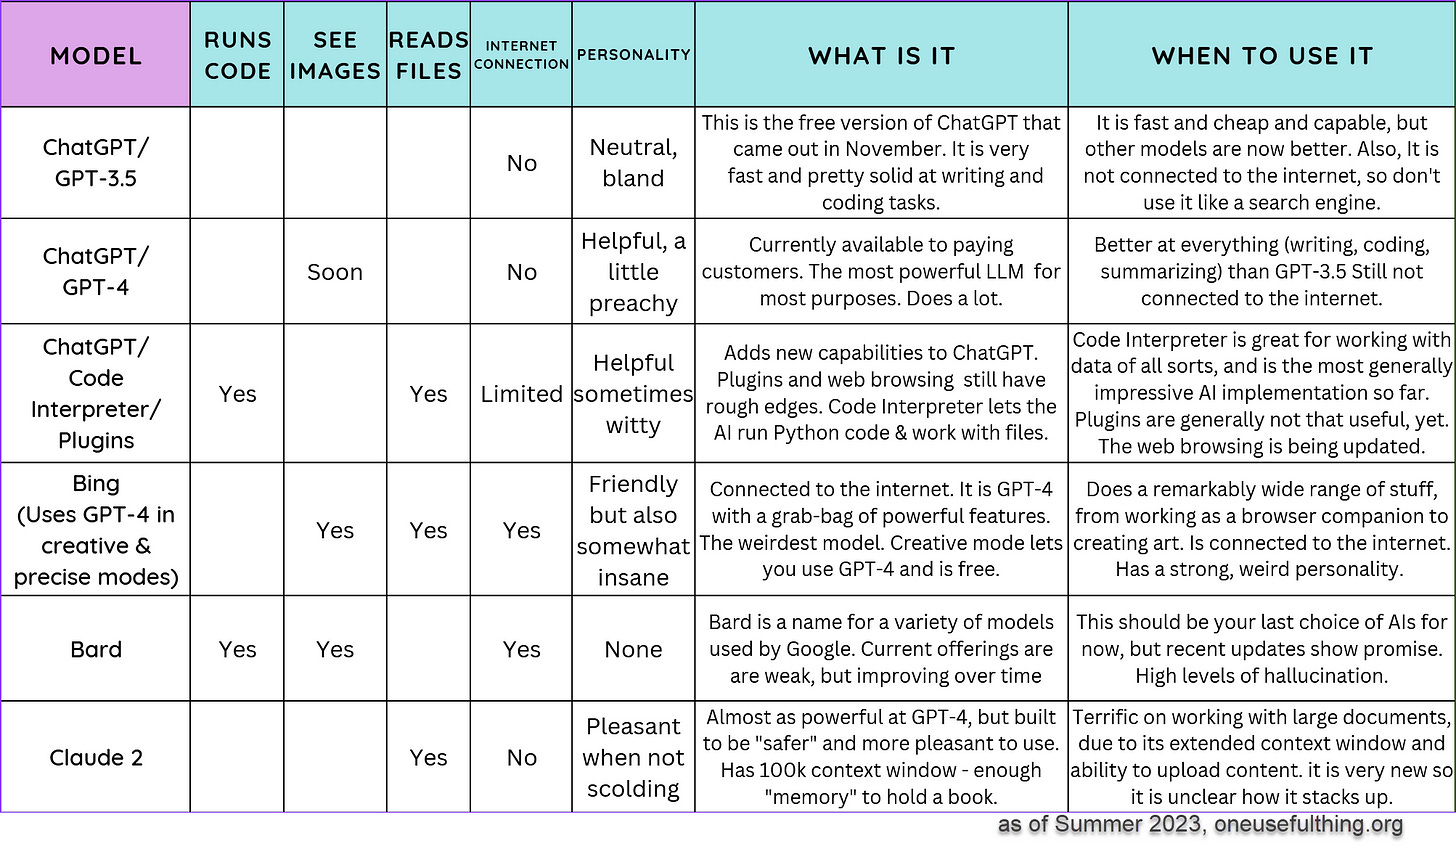 MODEL
RUNS
CODE
SEE
IMAGES
READS
FILES
INTERNET
CONNECTION
PERSONALITY
WHAT IS IT
WHEN TO USE IT
ChatGPT/
GPT-3.5
No
Neutral,
bland
This is the free version of ChatGPT that
came out in November. It is very
fast and pretty solid at writing and
coding tasks.
It is fast and cheap and capable, but
other models are now better. Also, It is
not connected to the internet, so don't
use it like a search engine.
ChatGPT/
GPT-4
Soon
No
Helpful, a
little
preachy
Currently available to paying
customers. The most powerful LLM for
most purposes. Does a lot.
Better at everything (writing, coding,
summarizing) than GPT-3.5 Still not
connected to the internet.
ChatGPT/
Code
Interpreter/
Plugins
Yes
Yes
Limited
Helpful
sometimes
witty
Adds new capabilities to ChatGPT.
Plugins and web browsing still have
rough edges. Code Interpreter lets the
AI run Python code & work with files.
Code Interpreter is great for working with
data of all sorts, and is the most generally
impressive AI implementation so far.
Plugins are generally not that useful, yet.
The web browsing is being updated.
Bing
(Uses GPT-4 in
creative &
precise modes)
Yes
Yes
Yes
Friendly
but also
somewhat
insane
Connected to the internet. It is GPT-4
with a grab-bag of powerful features.
The weirdest model. Creative mode lets
you use GPT-4 and is free.
Does a remarkably wide range of stuff,
from working as a browser companion to
creating art. Is connected to the internet.
Has a strong, weird personality.
Bard
Yes
Yes
Yes
None
Bard is a name for a variety of models
used by Google. Current offerings are
are weak, but improving over time
This should be your last choice of AIs for
now, but recent updates show promise.
High levels of hallucination.
Claude 2
Yes
No
Pleasant
when not
scolding
Almost as powerful at GPT-4, but built
to be "safer" and more pleasant to use.
Has 100k context window - enough
"memory" to hold a book.
Terrific on working with large documents,
due to its extended context window and
ability to upload content. it is very new so
it is unclear how it stacks up.
as of Summer 2023, oneusefulthing.org